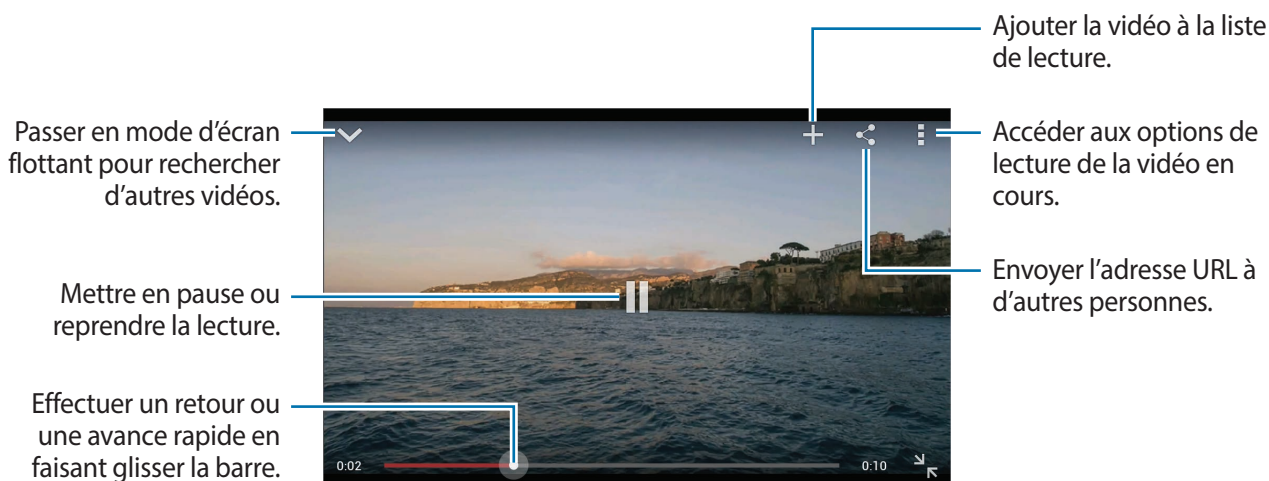 Ajouter la vidéo à la liste
de lecture.
Passer en mode d'écran
flottant pour rechercher
d'autres vidéos.
Accéder aux options de
lecture de la vidéo en
cours.
Envoyer l'adresse URL à
d'autres personnes.
Mettre en pause ou
reprendre la lecture.
Effectuer un retour ou
une avance rapide en
faisant glisser la barre.
0:02
0:10